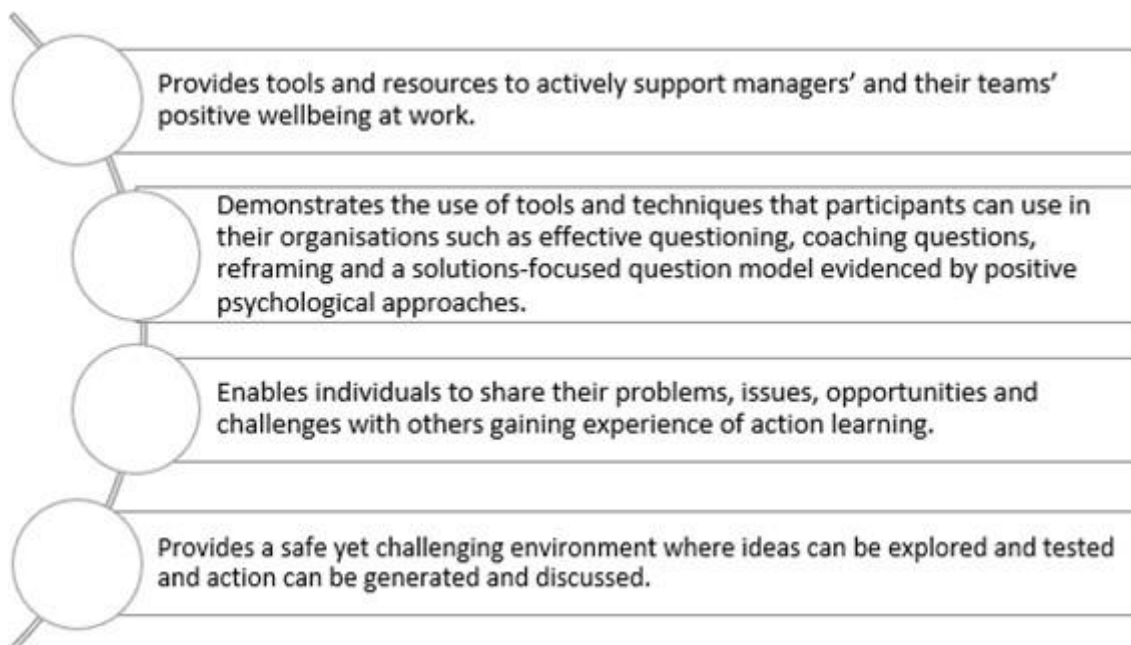 Provides tools and resources to actively support managers’ and their teams’
positive wellbeing at work.
Demonstrates the use of tools and techniques that participants can use in
their organisations such as effective questioning, coaching questions,
reframing and a solutions-focused question model evidenced by positive
psychological approaches.
Enables individuals to share their problems, issues, opportunities and
challenges with others gaining experience of action learning.
Provides a safe yet challenging environment where ideas can be explored and tested
and action can be generated and discussed.